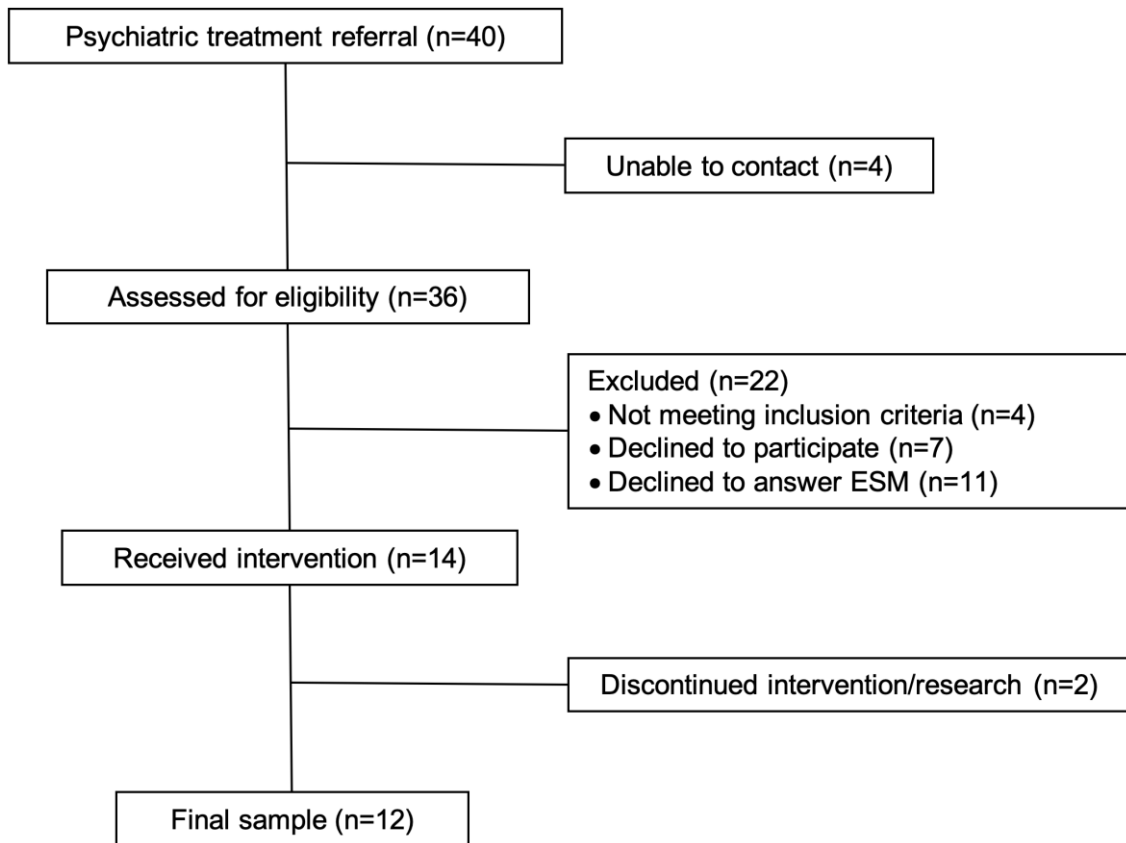 Psychiatric treatment referral (n=40)
Unable to contact (n=4)
Assessed for eligibility (n=36)
Excluded (n=22)
• Not meeting inclusion criteria (n=4)
• Declined to participate (n=7)
• Declined to answer ESM (n=11)
Received intervention (n=14)
Discontinued intervention/research (n=2)
Final sample (n=12)